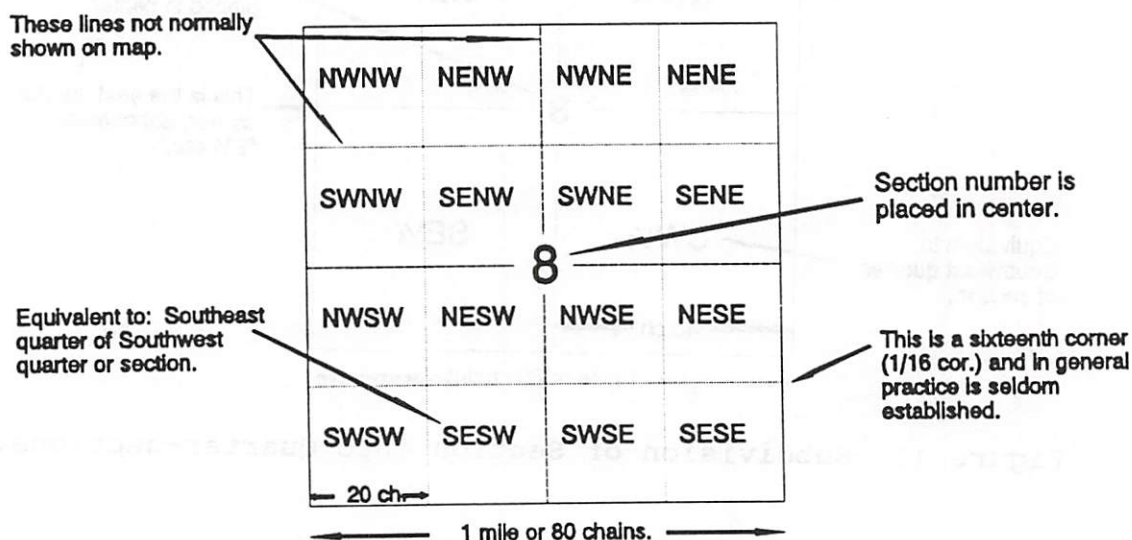 These lines not normally
shown on map.
NWNW NENW NWNE NENE
SWNW SENW SWNE SENE
Section number is
placed in center.
8
NWSW NESW NWSE NESE
Equivalent to: Southeast
quarter of Southwest
quarter or section.
This is a sixteenth corner
(1/16 cor.) and in general
practice is seldom
established.
SWSW SESW SWSE SESE
20 ch.
1 mile or 80 chains.